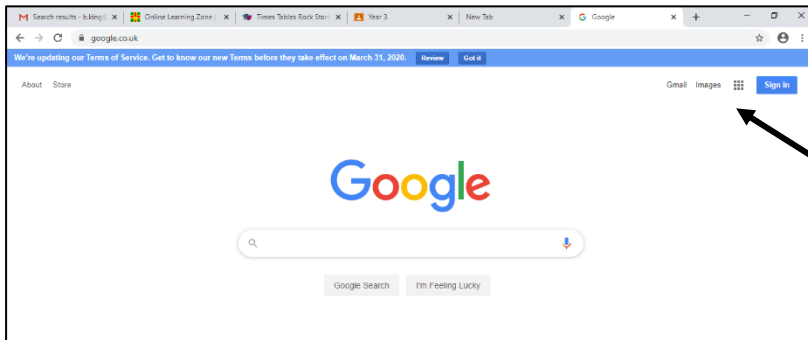 Search results - b.king@ Online Learning Zone | Times Tables Rock Stars Year 3 New Tab Google
google.co.uk
We're updating our Terms of Service. Get to know our new Terms before they take effect on March 31, 2020. Review Got it
About Store Gmail Images Sign in
Google
Google Search I'm Feeling Lucky